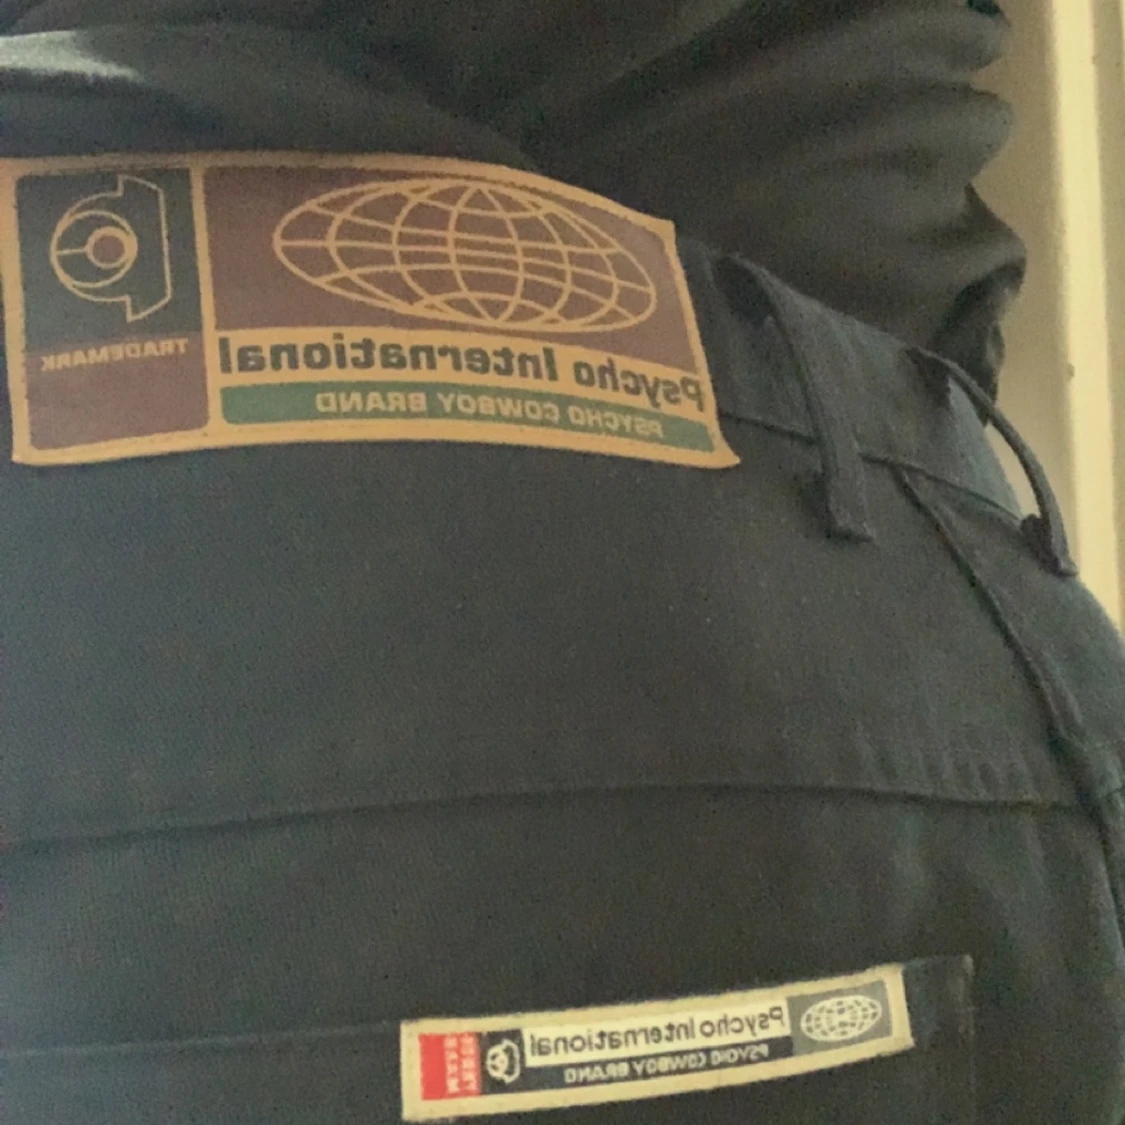 Psycho International
PSYCHO COWBOY BRAND
TRADEMARK
Psycho International
PSYCHO COWBOY BRAND